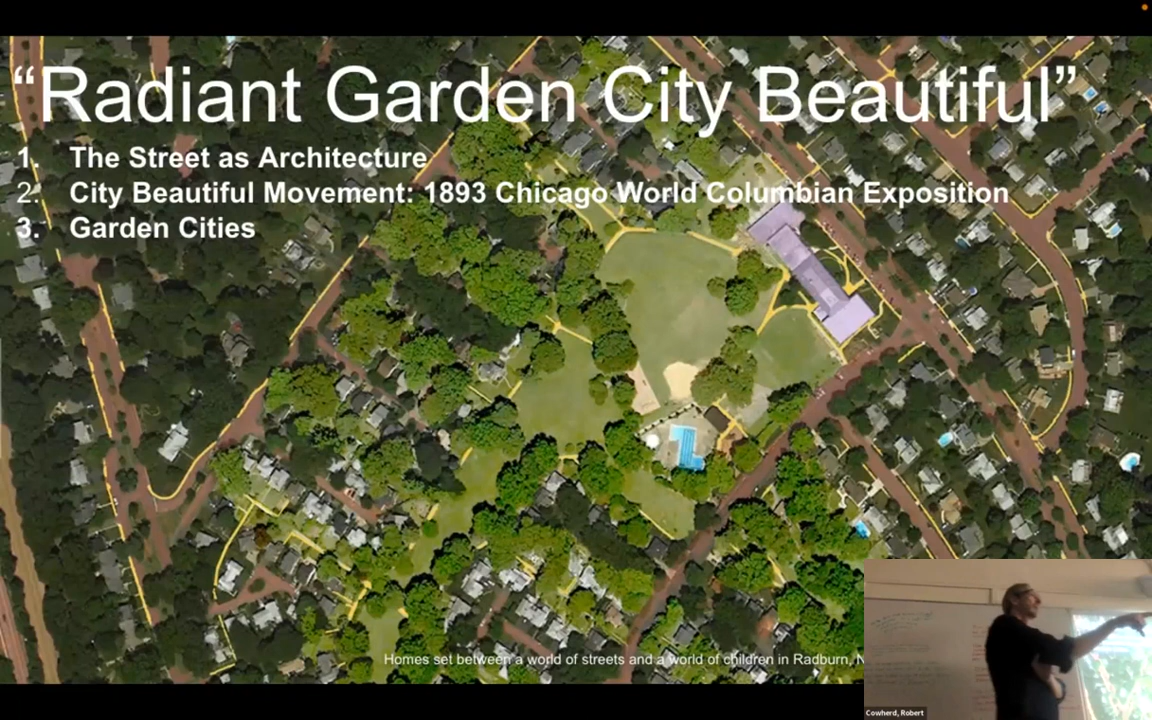 “Radiant Garden City Beautiful”
1. The Street as Architecture
2. City Beautiful Movement: 1893 Chicago World Columbian Exposition
3. Garden Cities
Homes set between a world of streets and a world of children in Radburn, N
Cowherd, Robert